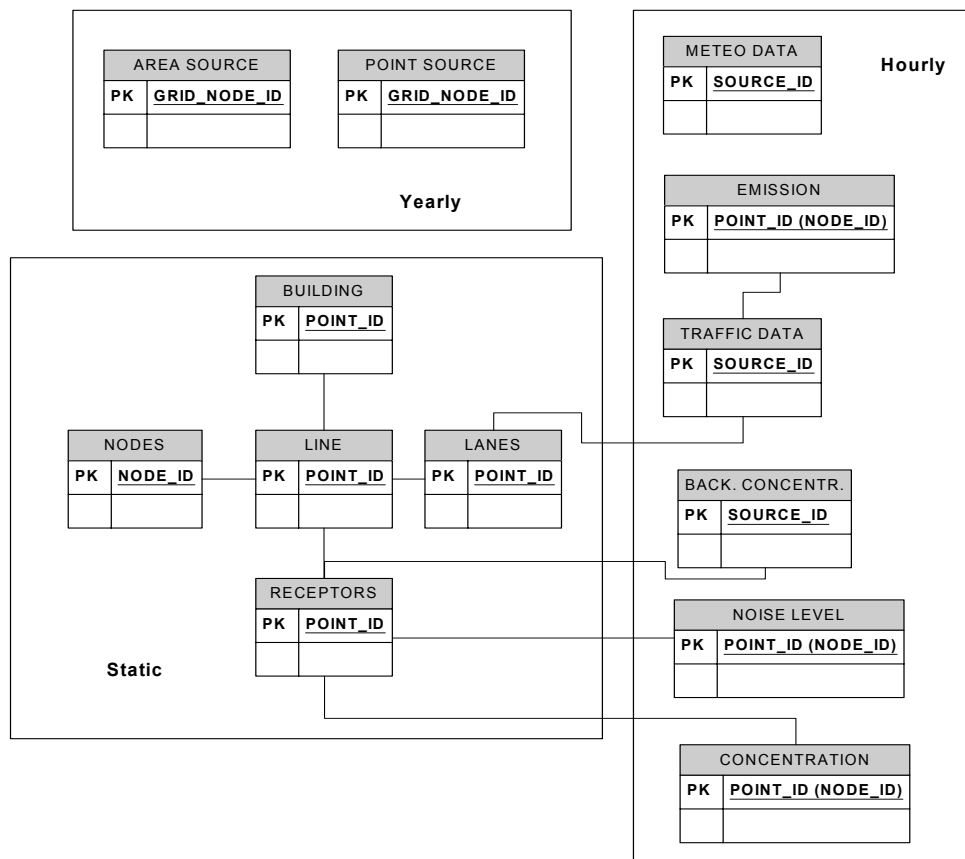 AREA SOURCE
PK GRID_NODE_ID
POINT SOURCE
PK GRID_NODE_ID
Yearly
METEO DATA
PK SOURCE_ID
Hourly
EMISSION
PK POINT_ID (NODE_ID)
TRAFFIC DATA
PK SOURCE_ID
BACK. CONCENTR.
PK SOURCE_ID
NOISE LEVEL
PK POINT_ID (NODE_ID)
CONCENTRATION
PK POINT_ID (NODE_ID)
BUILDING
PK POINT_ID
NODES
PK NODE_ID
LINE
PK POINT_ID
LANES
PK POINT_ID
RECEPTORS
PK POINT_ID
Static